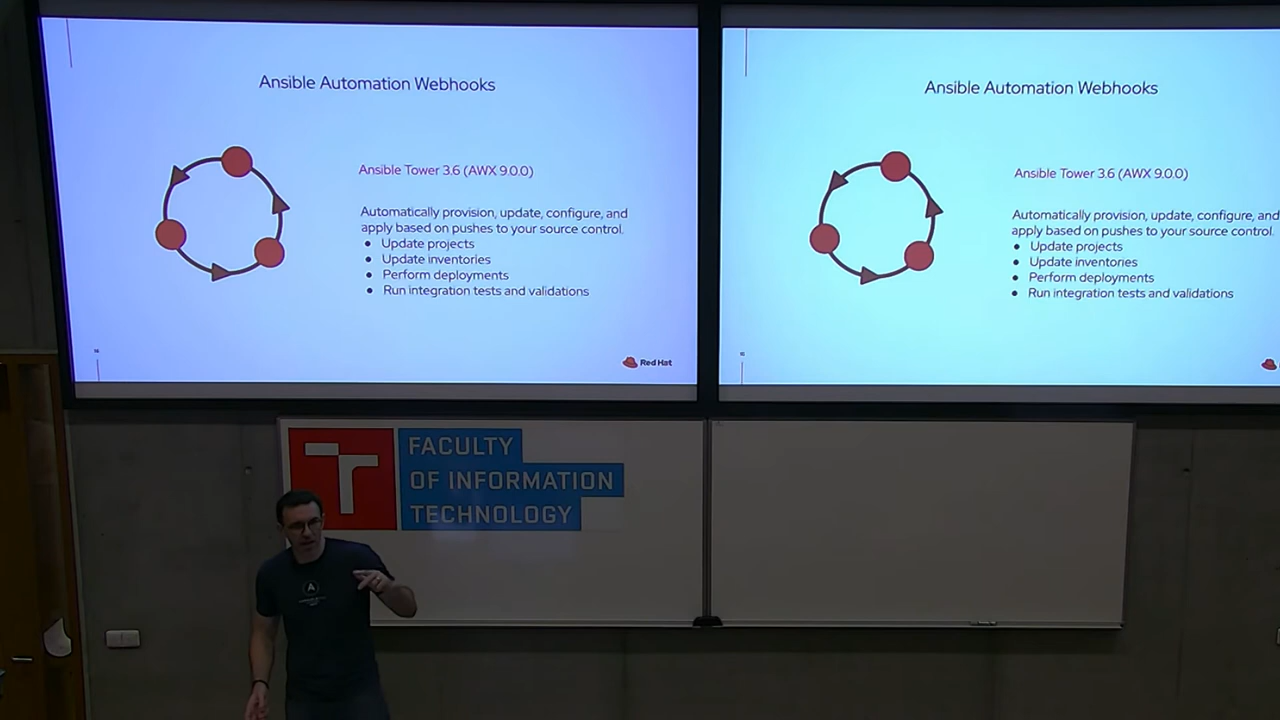 Ansible Automation Webhooks
Ansible Tower 3.6 (AWX 9.0.0)
Automatically provision, update, configure, and
apply based on pushes to your source control.
● Update projects
● Update inventories
● Perform deployments
● Run integration tests and validations
Red Hat
Ansible Automation Webhooks
Ansible Tower 3.6 (AWX 9.0.0)
Automatically provision, update, configure, and
apply based on pushes to your source control.
● Update projects
● Update inventories
● Perform deployments
● Run integration tests and validations
T
FACULTY
OF INFORMATION
TECHNOLOGY
A